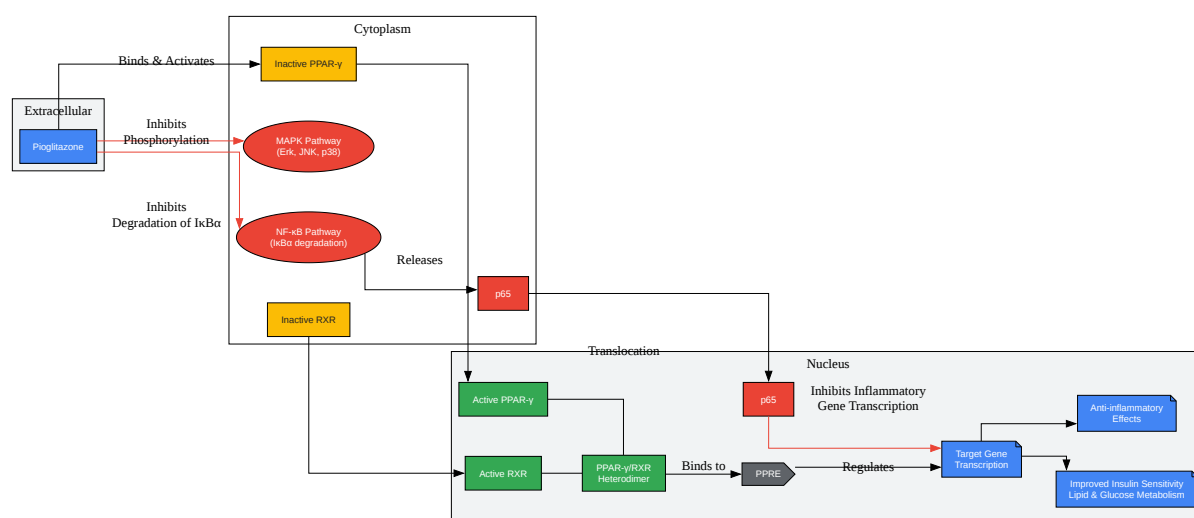 Cytoplasm
Binds & Activates
Inactive PPAR-γ
Extracellular
Pioglitazone
Inhibits
Phosphorylation
MAPK Pathway
(Erk, JNK, p38)
Inhibits
Degradation of IκBα
NF-κB Pathway
(IκBα degradation)
Releases
p65
Inactive RXR
Translocation
Nucleus
Active PPAR-γ
p65
Inhibits Inflammatory
Gene Transcription
Anti-inflammatory
Effects
Active RXR
PPAR-γ/RXR
Heterodimer
Binds to
PPRE
Regulates
Target Gene
Transcription
Improved Insulin Sensitivity
Lipid & Glucose Metabolism